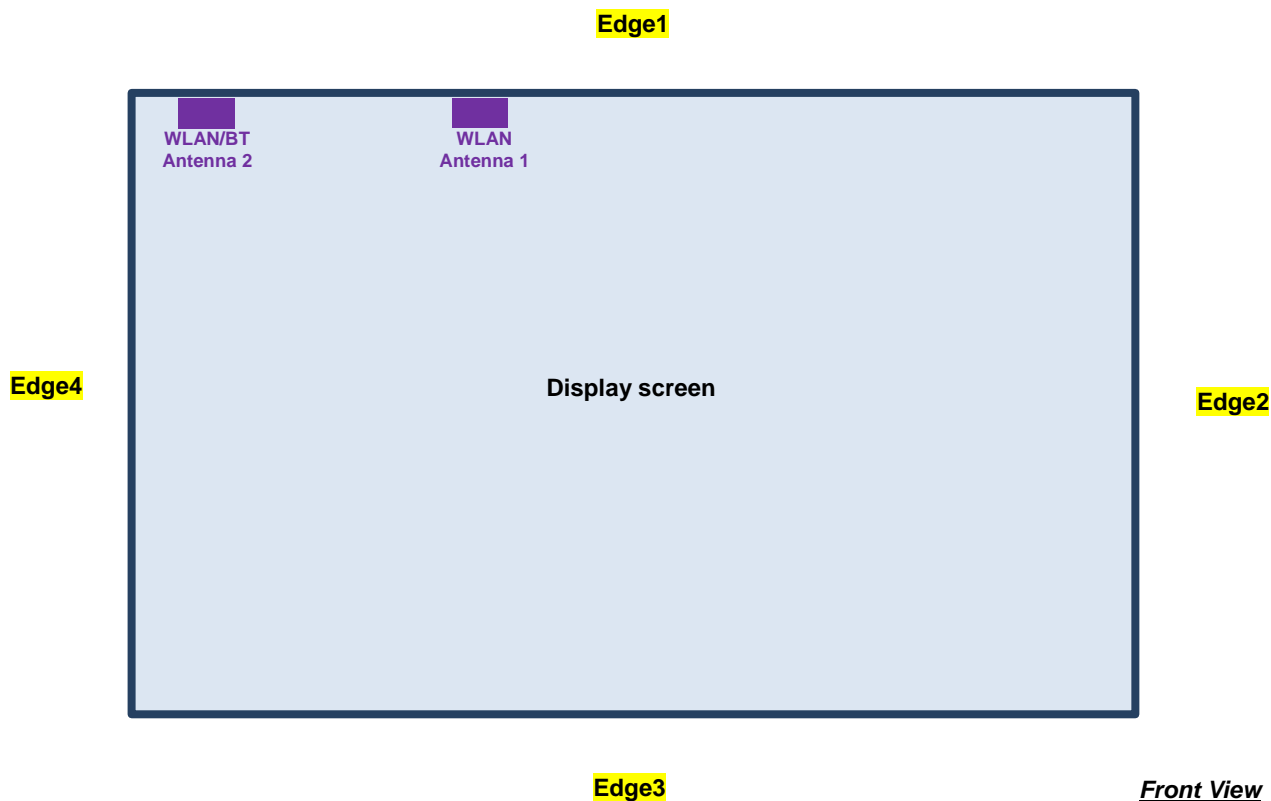 Edge1
WLAN/BT
Antenna 2
WLAN
Antenna 1
Edge4
Display screen
Edge2
Edge3
Front View